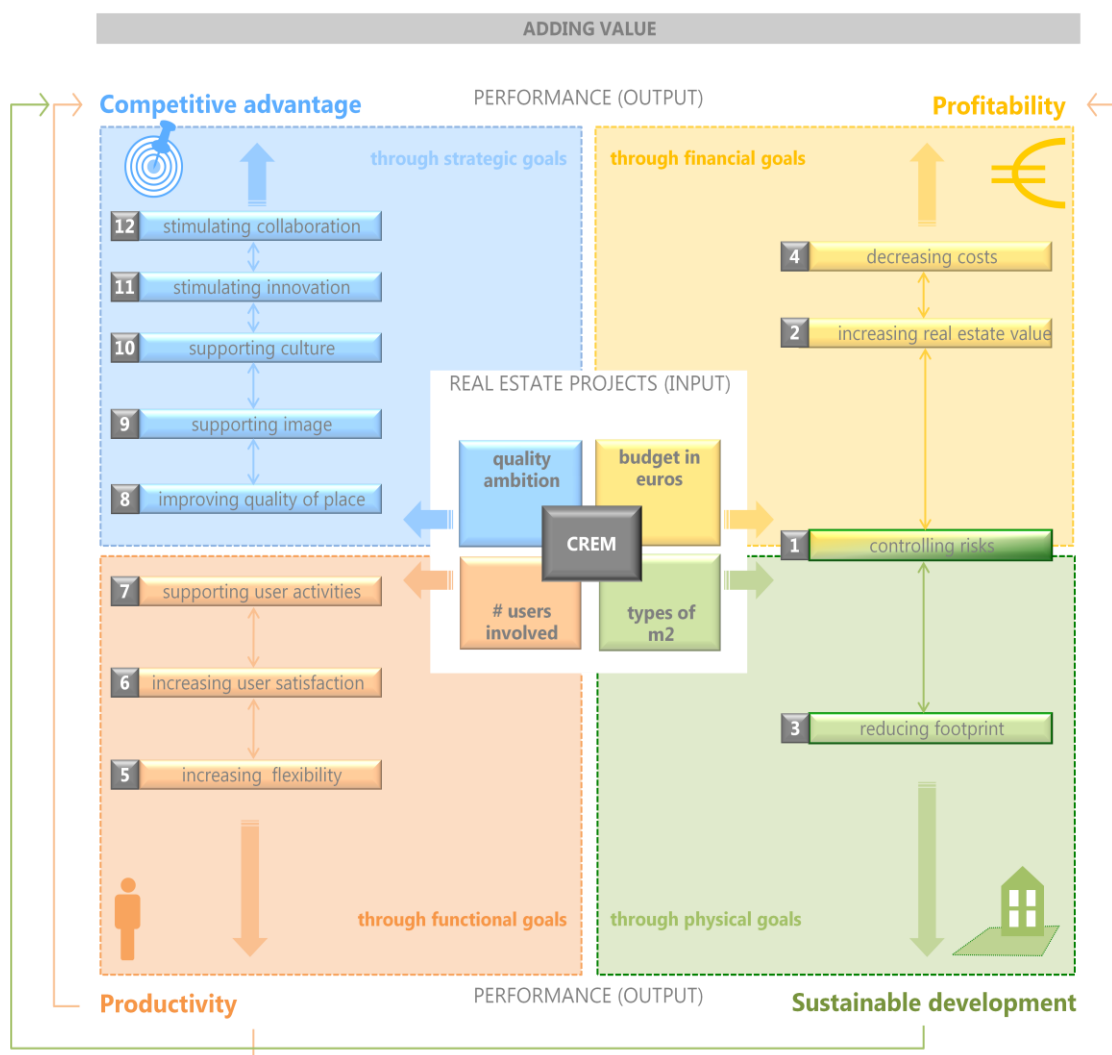 ADDING VALUE
Competitive advantage
PERFORMANCE (OUTPUT)
Profitability
through strategic goals
through financial goals
12 stimulating collaboration
11 stimulating innovation
10 supporting culture
9 supporting image
8 improving quality of place
4 decreasing costs
2 increasing real estate value
1 controlling risks
REAL ESTATE PROJECTS (INPUT)
quality
ambition
budget in
euros
CREM
# users
involved
types of
m2
7 supporting user activities
6 increasing user satisfaction
5 increasing flexibility
3 reducing footprint
through functional goals
through physical goals
Productivity
PERFORMANCE (OUTPUT)
Sustainable development